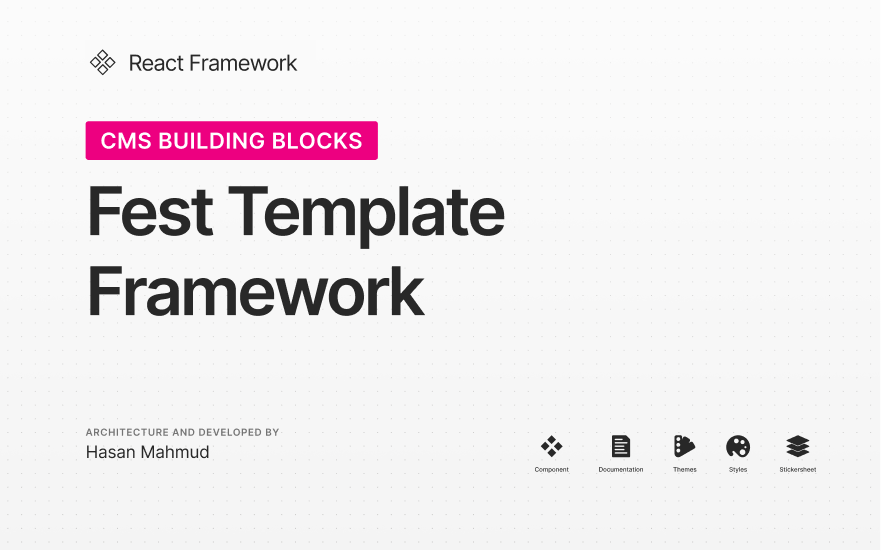 React Framework
CMS BUILDING BLOCKS
Fest Template
Framework
ARCHITECTURE AND DEVELOPED BY
Hasan Mahmud
Component
Documentation
Themes
Styles
Stickersheet